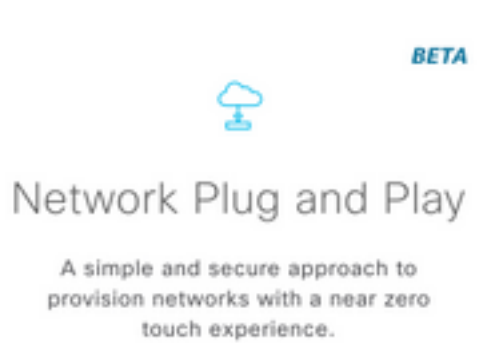 BETA
Network Plug and Play
A simple and secure approach to
provision networks with a near zero
touch experience.